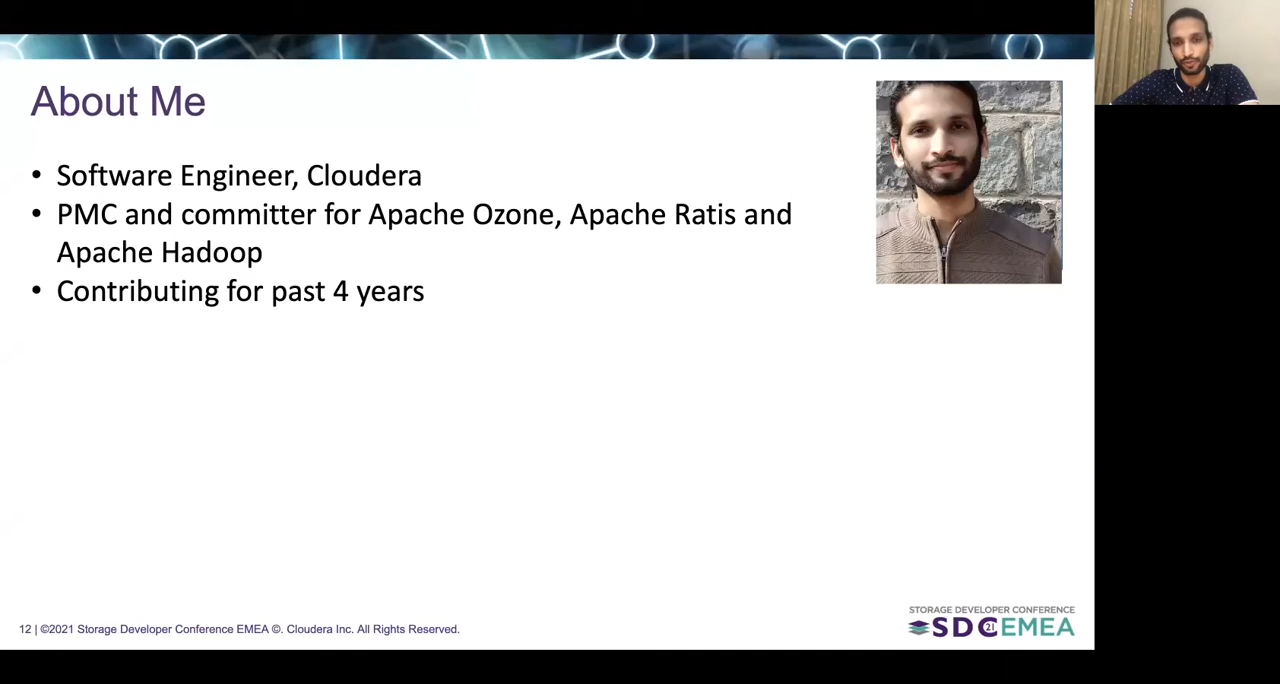 About Me
• Software Engineer, Cloudera
• PMC and committer for Apache Ozone, Apache Ratis and
Apache Hadoop
• Contributing for past 4 years
12 | ©2021 Storage Developer Conference EMEA ©. Cloudera Inc. All Rights Reserved.
STORAGE DEVELOPER CONFERENCE
SDC21 EMEA